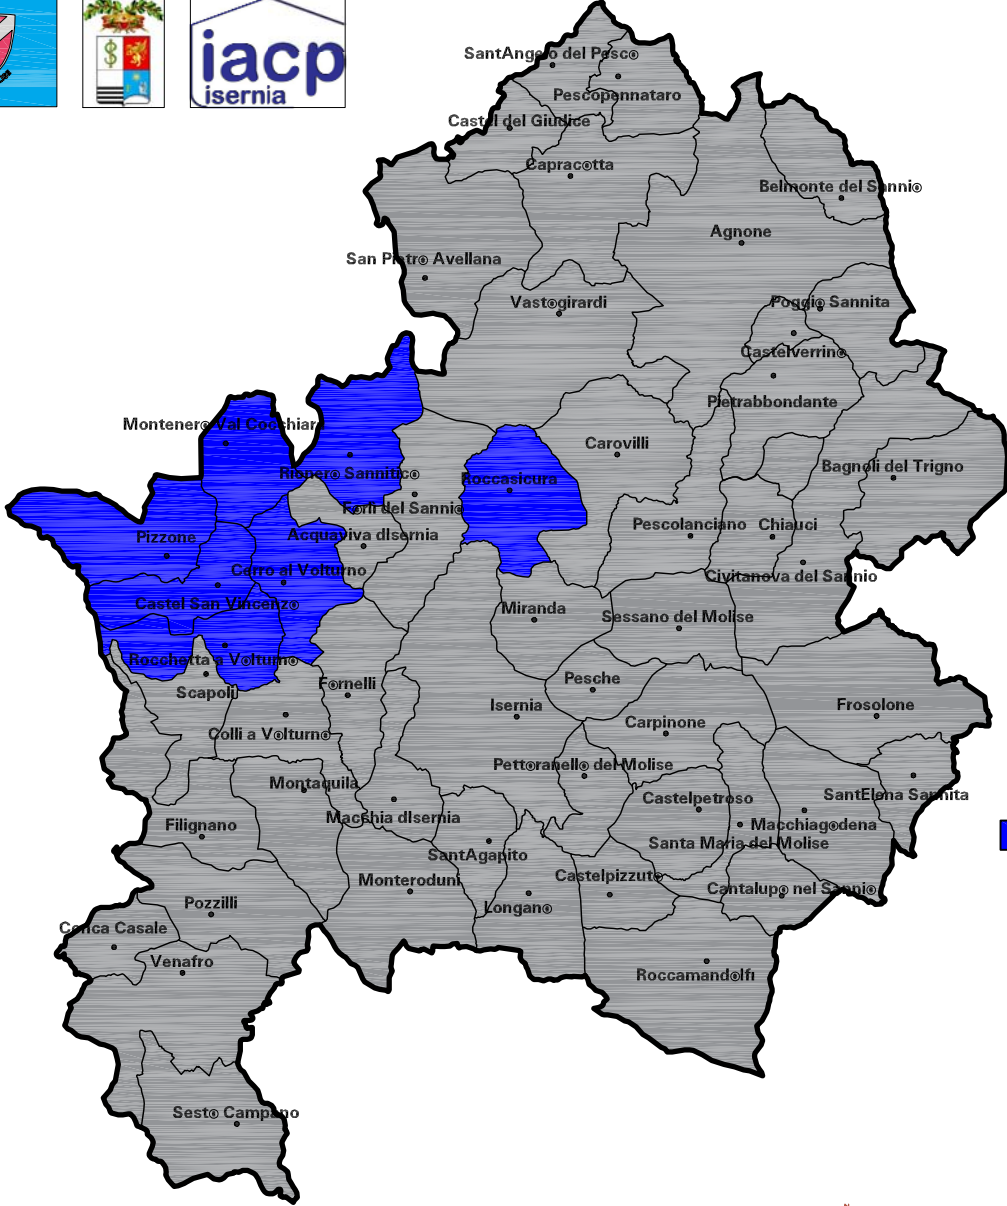 iacp
isernia
SantAngelo del Pesco
Pescopennataro
Castel del Giudice
Capracotta
Belmonte del Sannio
Agnone
San Pietro Avellana
Vastogirardi
Poggio Sannita
Castelverrino
Pietrabbondante
Montenero Val Cocchiara
Carovilli
Bagnoli del Trigno
Rionero Sannitico
Roccasicura
Forli del Sannio
Pescolanciano
Chiauci
Acquaviva dIsernia
Pizzone
Cerro al Volturno
Civitanova del Sannio
Castel San Vincenzo
Miranda
Sessano del Molise
Rocchetta a Volturno
Scapoli
Fornelli
Pesche
Isernia
Frosolone
Carpinone
Colli a Volturno
Pettoranello del Molise
Montaquila
Castelpetroso
SantElena Sannita
Macchia dIsernia
Filignano
Macchiagodena
Santa Maria del Molise
SantAgapito
Monteroduni
Castelpizzuto
Cantalupo nel Sannio
Pozzilli
Longano
Conca Casale
Venafro
Roccamandolfi
Sesto Campano